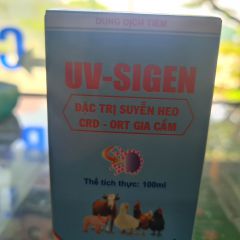 DUNG DỊCH TIÊM
UV-SIGEN
ĐẶC TRỊ SUYỄN HEO
CRD - ORT GIA CẦM
Thể tích thực: 100ml